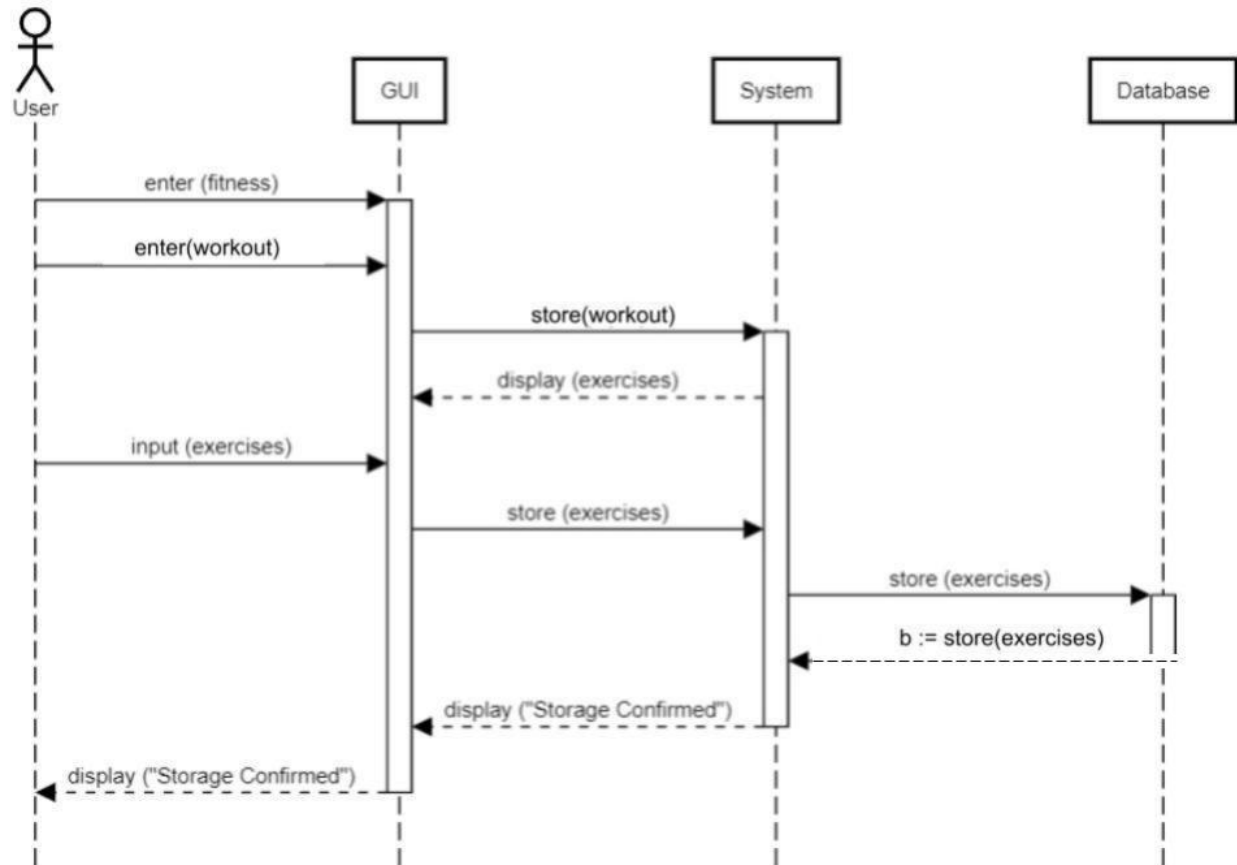 User
GUI
System
Database
enter (fitness)
enter(workout)
store(workout)
display (exercises)
input (exercises)
store (exercises)
store (exercises)
b := store(exercises)
display ("Storage Confirmed")
display ("Storage Confirmed")